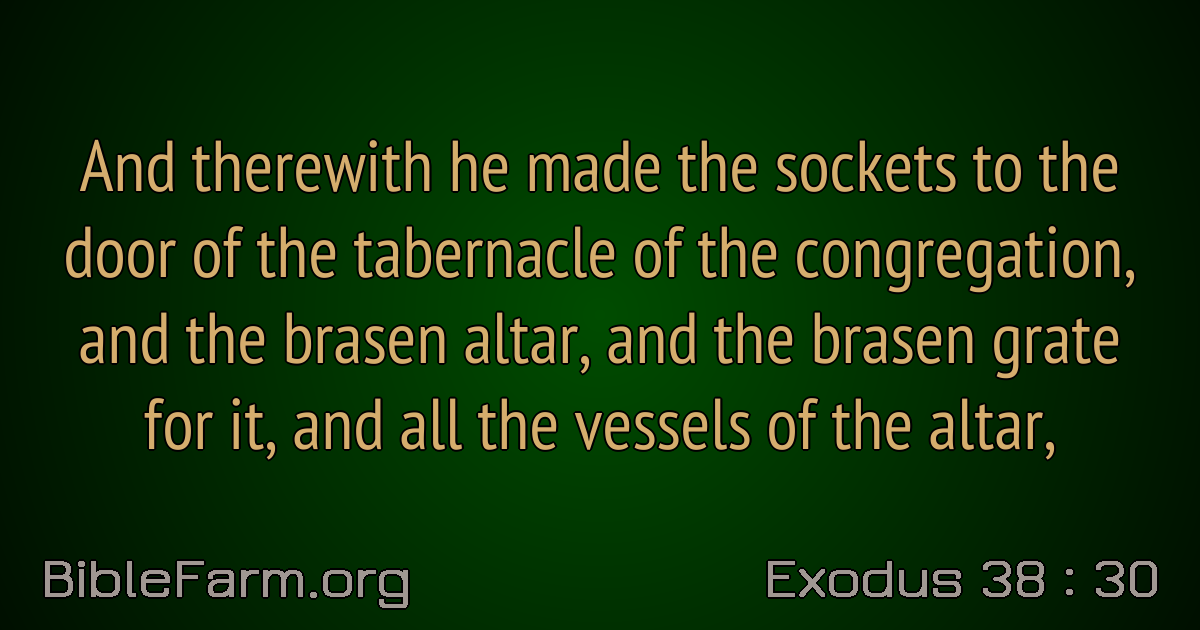 And therewith he made the sockets to the
door of the tabernacle of the congregation,
and the brasen altar, and the brasen grate
for it, and all the vessels of the altar,
BibleFarm.org
Exodus 38 : 30